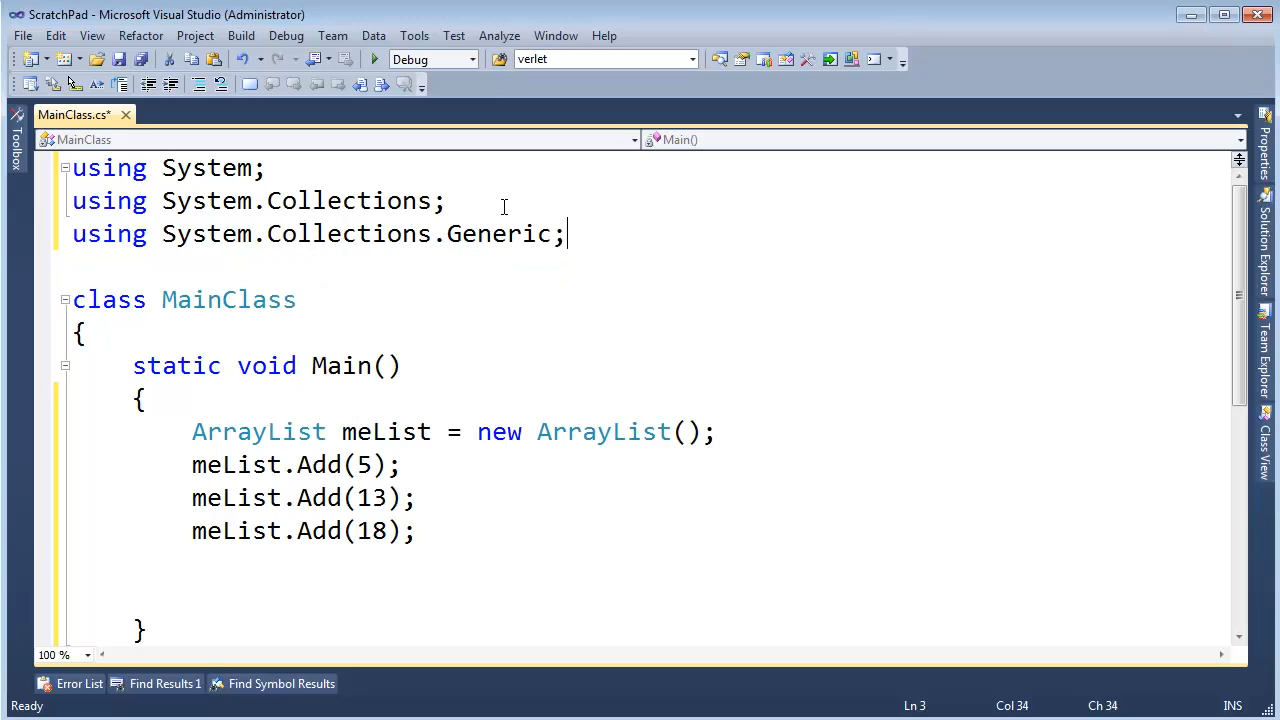 ScratchPad - Microsoft Visual Studio (Administrator)
File Edit View Refactor Project Build Debug Team Data Tools Test Analyze Window Help
Debug verlet
MainClass.cs*
MainClass Main()
using System;
using System.Collections;
using System.Collections.Generic;
class MainClass
{
static void Main()
{
ArrayList meList = new ArrayList();
meList.Add(5);
meList.Add(13);
meList.Add(18);
}
100 %
Error List Find Results 1 Find Symbol Results
Ready Ln 3 Col 34 Ch 34 INS
Toolbox
Properties
Solution Explorer
Team Explorer
Class View